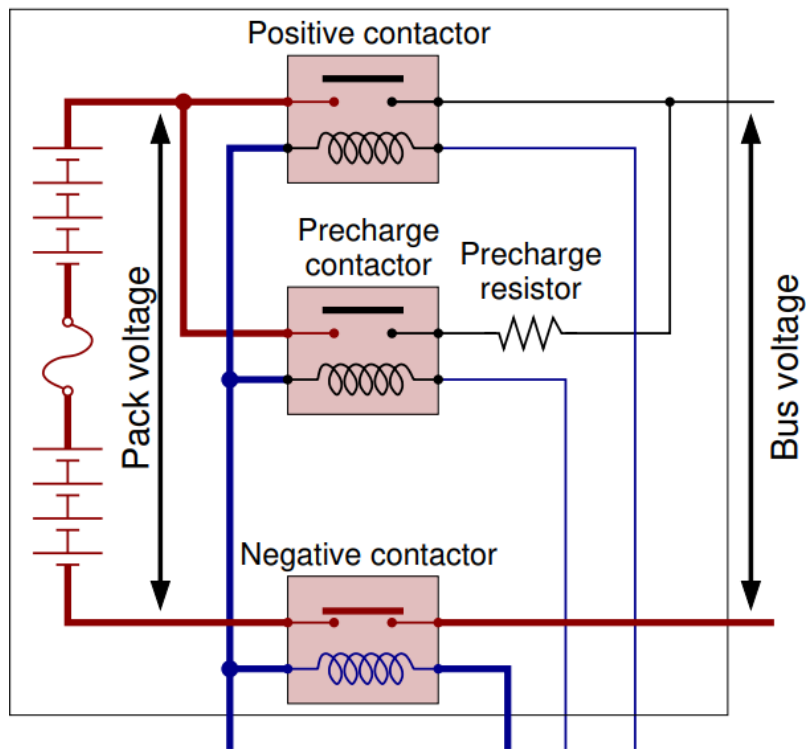 Positive contactor
Precharge
contactor
Precharge
resistor
Pack voltage
Bus voltage
Negative contactor